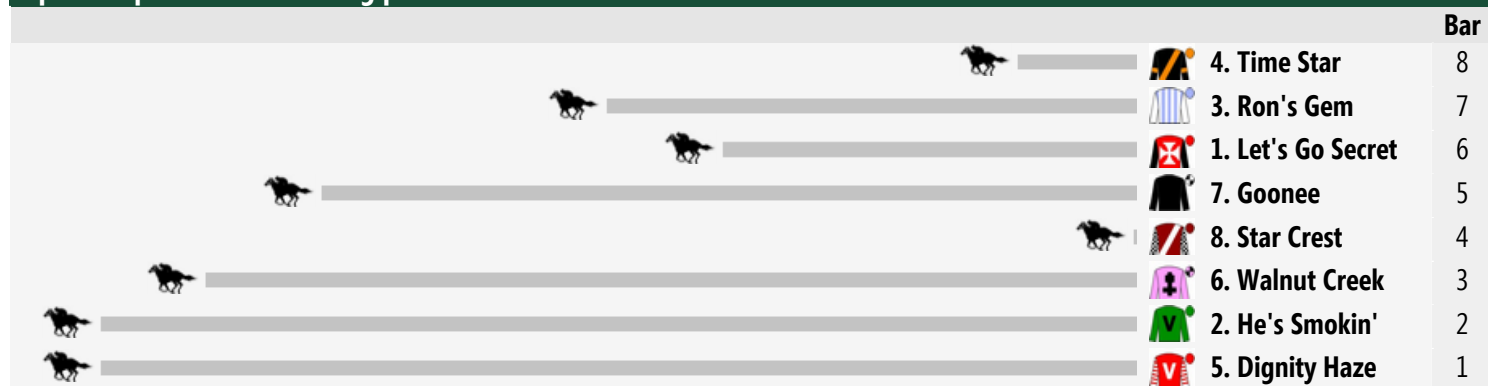 Bar
4. Time Star 8
3. Ron's Gem 7
1. Let's Go Secret 6
7. Goonee 5
8. Star Crest 4
6. Walnut Creek 3
V 2. He's Smokin' 2
V 5. Dignity Haze 1